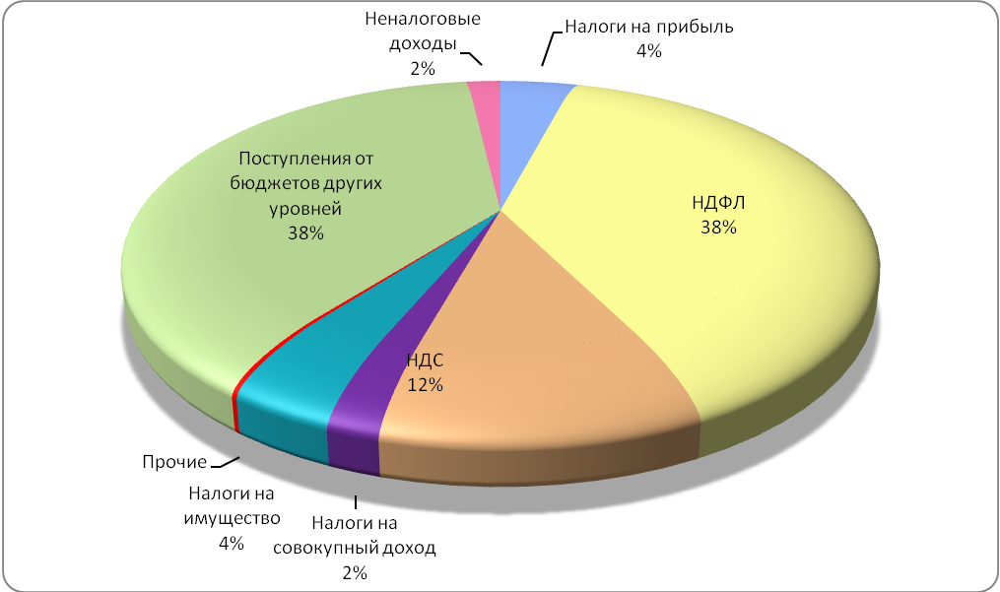 Неналоговые
доходы
2%
Налоги на прибыль
4%
Поступления от
бюджетов других
уровней
38%
НДФЛ
38%
НДС
12%
Прочие
Налоги на
имущество
4%
Налоги на
совокупный доход
2%